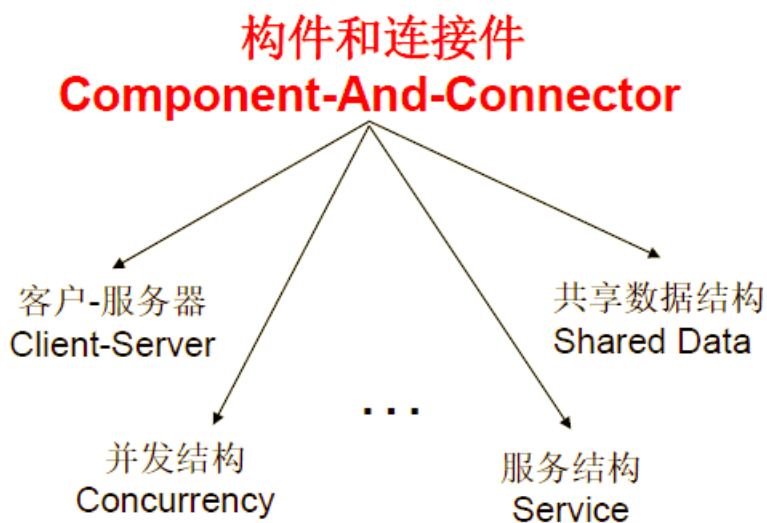 构件和连接件
Component-And-Connector
客户-服务器
Client-Server
共享数据结构
Shared Data
...
并发结构
Concurrency
服务结构
Service